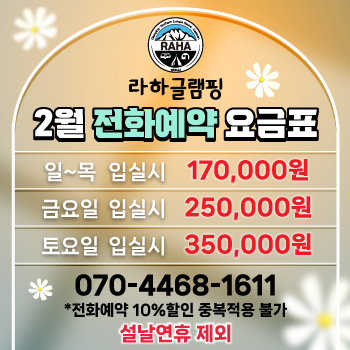 RAHA
라하글램핑
2월 전화예약 요금표
일~목 입실시 170,000원
금요일 입실시 250,000원
토요일 입실시 350,000원
070-4468-1611
*전화예약 10%할인 중복적용 불가
설날연휴 제외